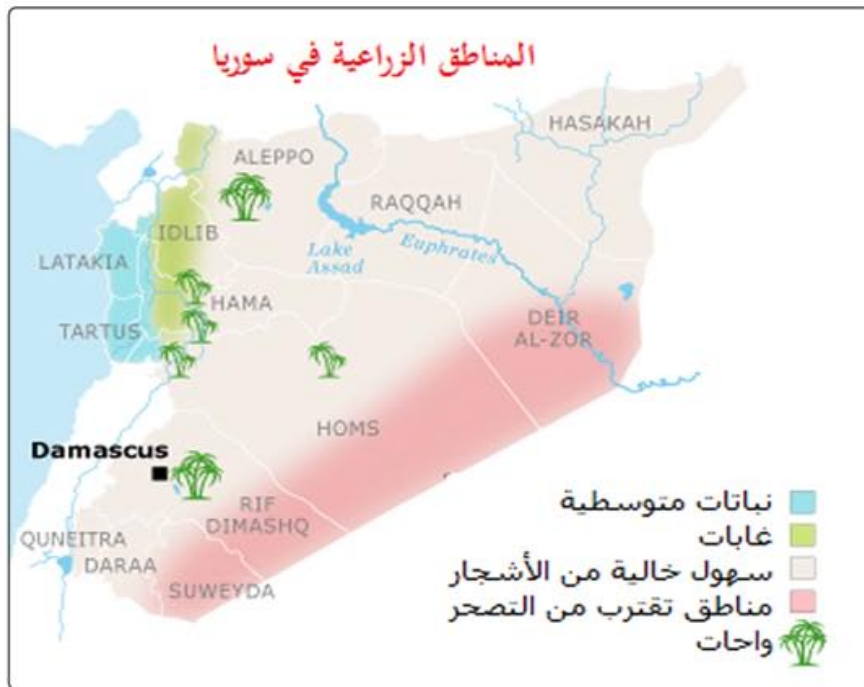 المناطق الزراعية في سوريا
HASAKAH
ALEPPO
RAQQAH
IDLIB
Lake
Assad
Euphrates
LATAKIA
HAMA
TARTUS
DEIR
AL-ZOR
HOMS
Damascus
RIF
DIMASHQ
QUNEITRA
DARAA
SUWEYDA
نباتات متوسطية
غابات
سهول خالية من الأشجار
مناطق تقترب من التصحر
واحات